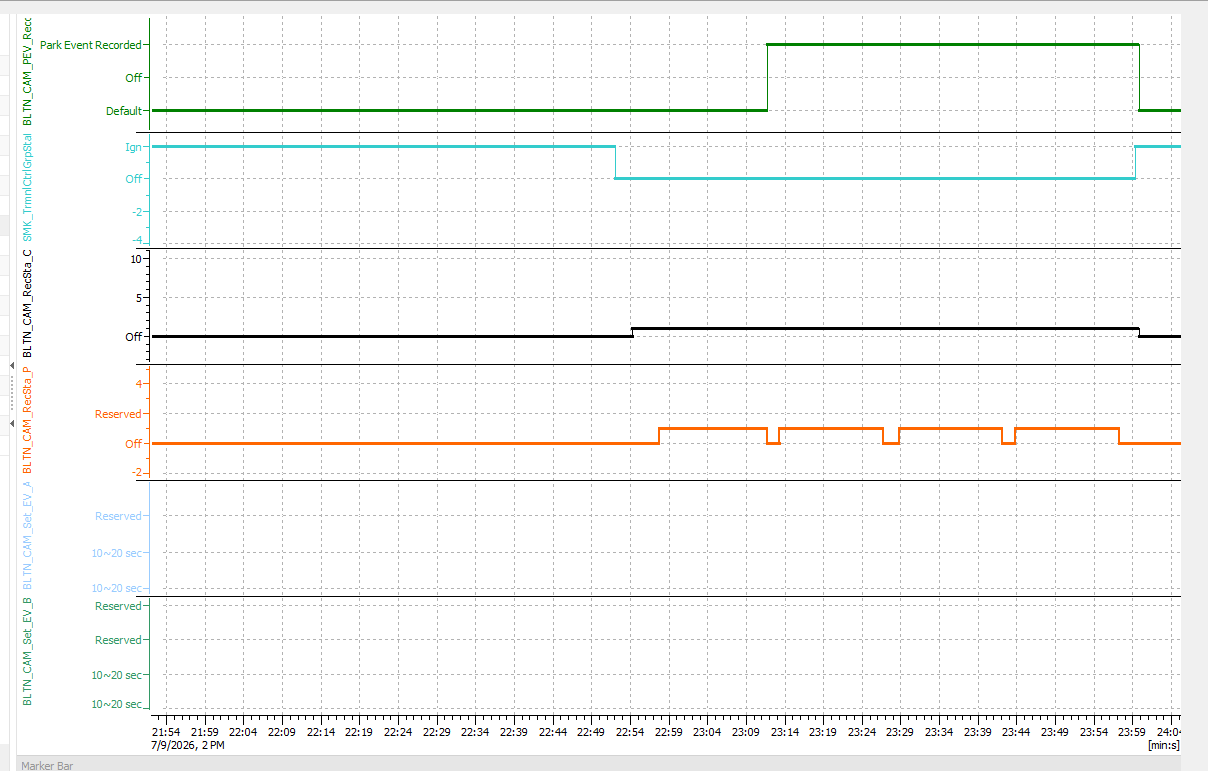 BLTN_CAM_PEV_Reco
Park Event Recorded
Off
Default
SMK_TrmnlCtrlGrpStal
Ign
Off
-2
-4
BLTN_CAM_RecSta_C
10
5
Off
BLTN_CAM_RecSta_P
4
Reserved
Off
-2
BLTN_CAM_Set_EV_A
Reserved
10~20 sec
10~20 sec
BLTN_CAM_Set_EV_B
Reserved
Reserved
10~20 sec
10~20 sec
21:54 21:59 22:04 22:09 22:14 22:19 22:24 22:29 22:34 22:39 22:44 22:49 22:54 22:59 23:04 23:09 23:14 23:19 23:24 23:29 23:34 23:39 23:44 23:49 23:54 23:59 24:04
7/9/2026, 2 PM [min:s]
Marker Bar